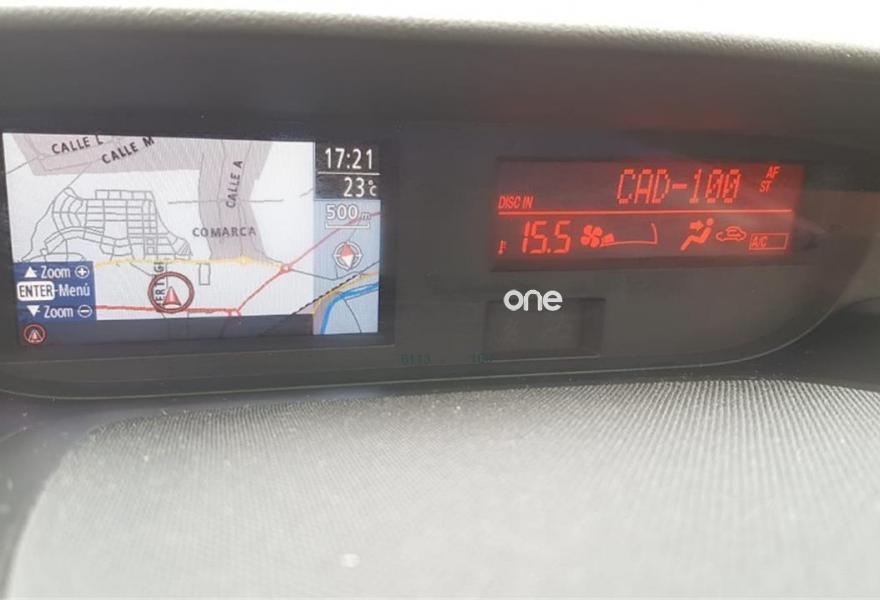 CALLE L
CALLE M
CALLE A
COMARCA
Zoom
ENTER-Menú
Zoom
17:21
23°c
500m
DISC IN
CAD-100
AF
ST
15.5
A/C
one